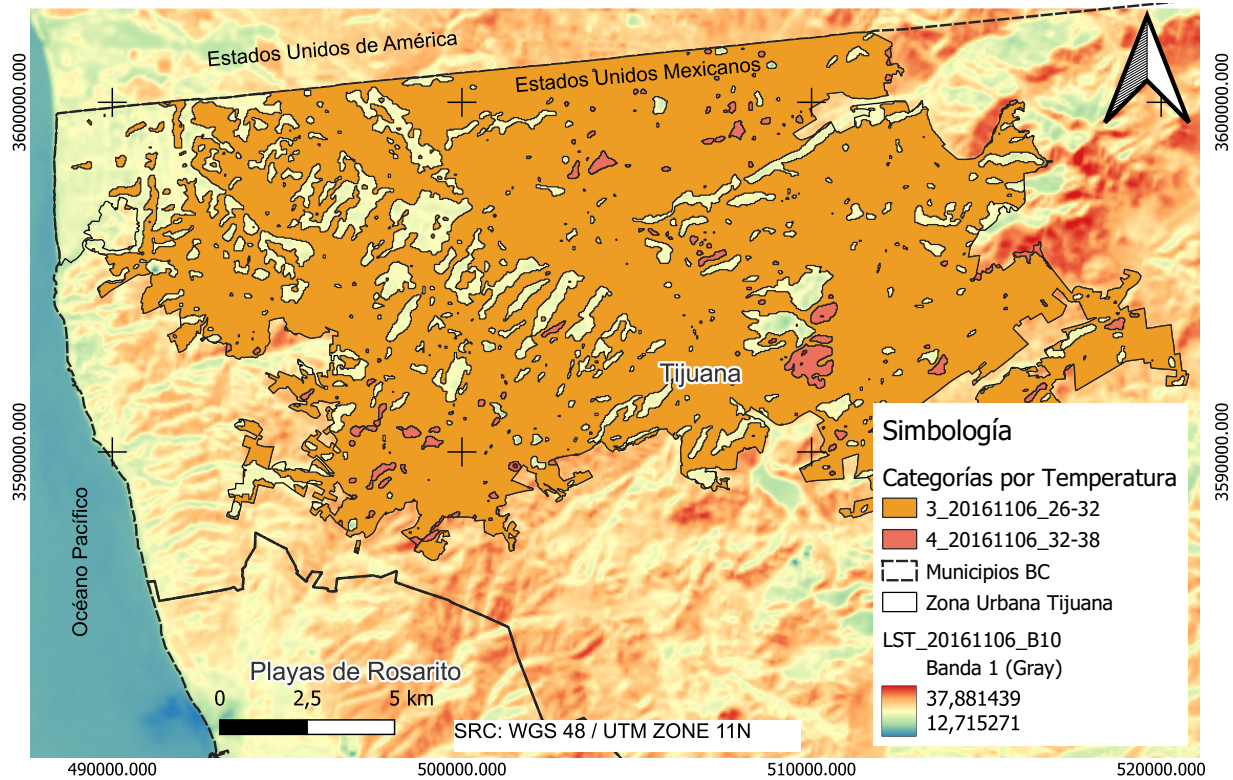 Estados Unidos de América
Estados Unidos Mexicanos
3600000.000
3600000.000
Tijuana
3590000.000
3590000.000
Océano Pacífico
Playas de Rosarito
0 2,5 5 km
SRC: WGS 48 / UTM ZONE 11N
Simbología
Categorías por Temperatura
3_20161106_26-32
4_20161106_32-38
Municipios BC
Zona Urbana Tijuana
LST_20161106_B10
Banda 1 (Gray)
37,881439
12,715271
490000.000 500000.000 510000.000 520000.000